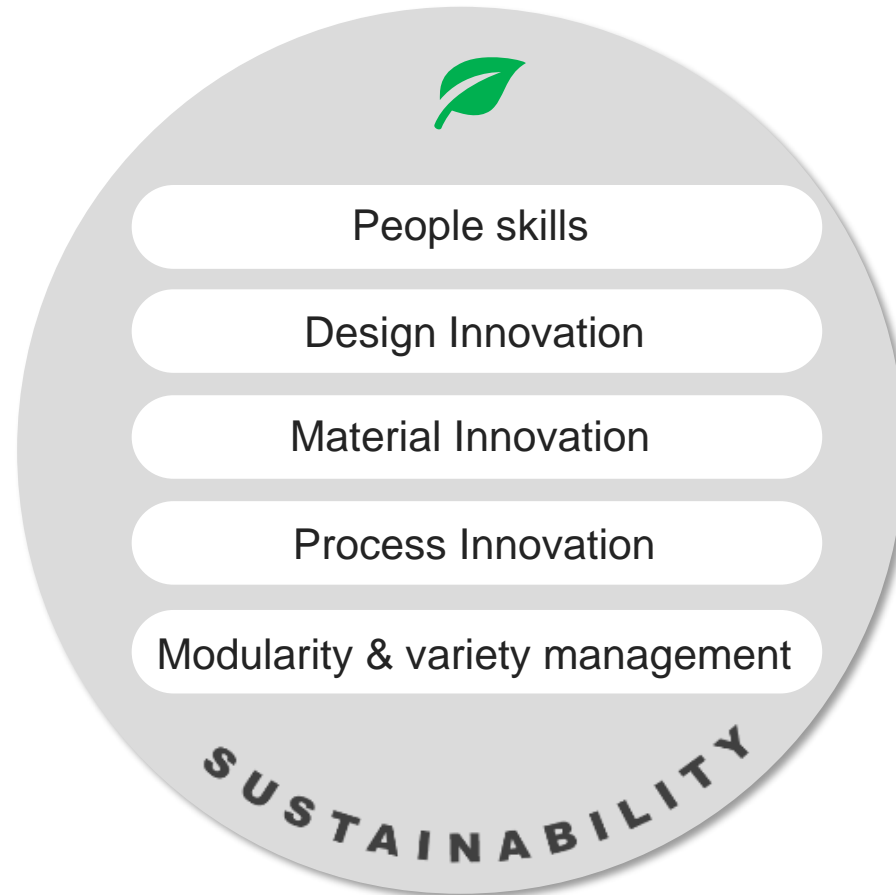 People skills
Design Innovation
Material Innovation
Process Innovation
Modularity & variety management
SUSTAINABILITY